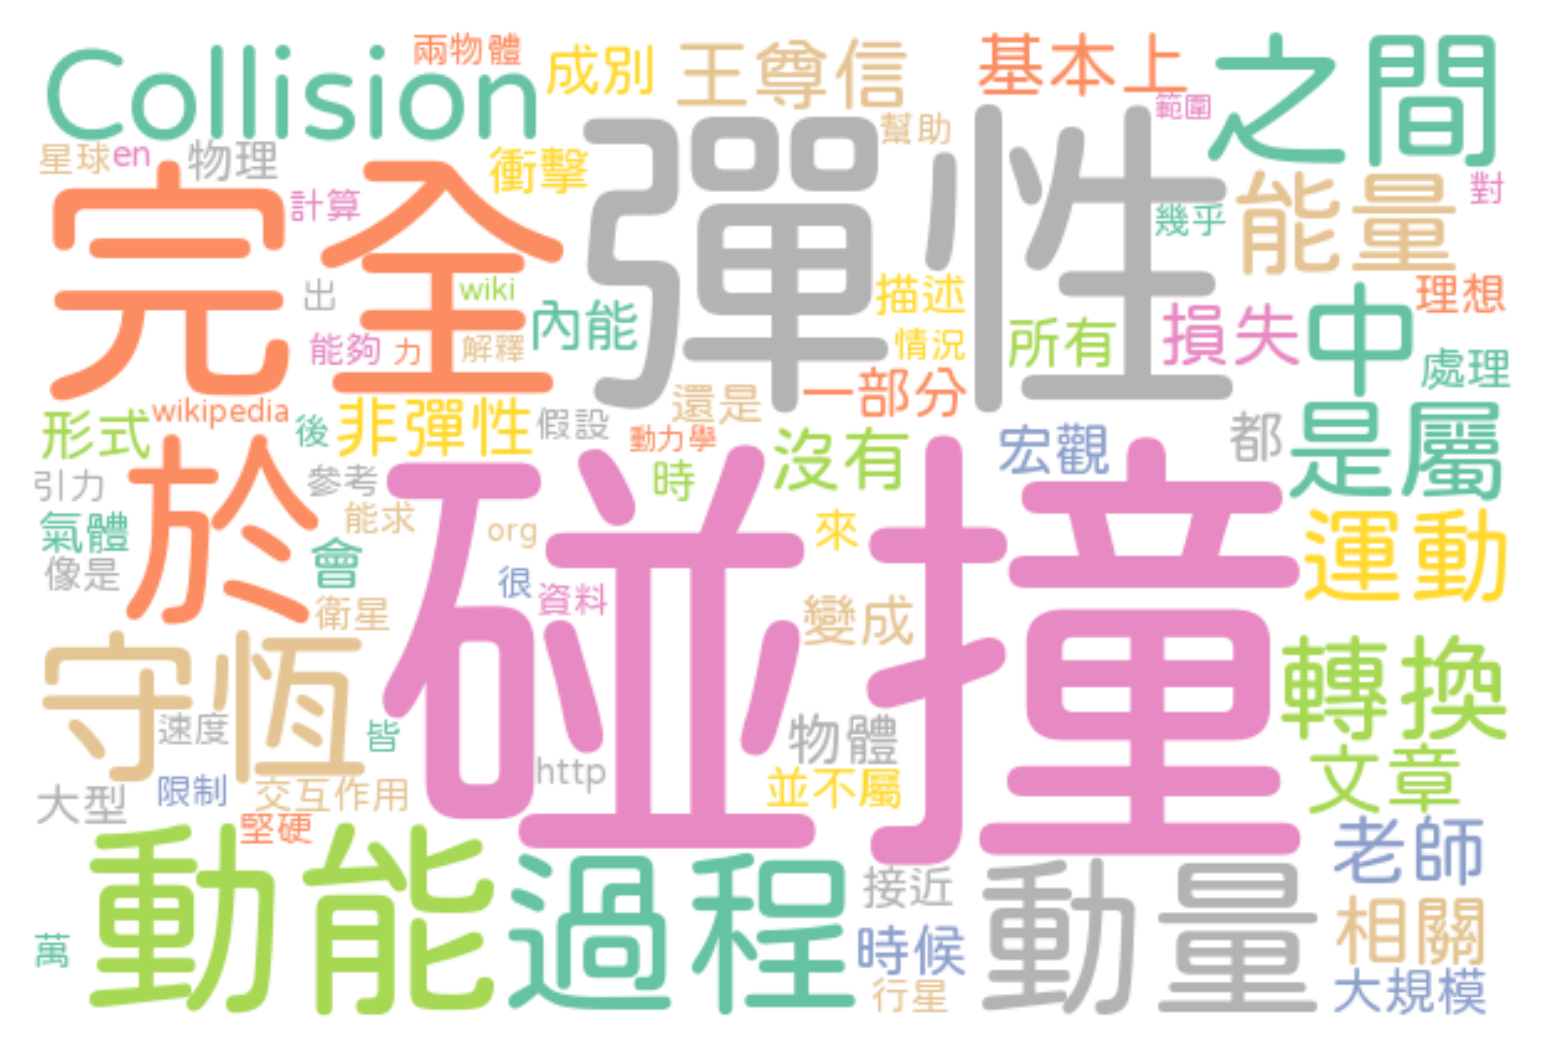 兩物體
Collision
成別
王尊信
基本上
之間
範圍
幫助
星球
en
物理
衝擊
彈性
能量
對
完全
計算
幾乎
出
wiki
內能
描述
情況
所有
損失
中
理想
能夠
力
解釋
處理
一部分
還是
形式
wikipedia
後
非彈性
假設
動力學
沒有
宏觀
都
是屬
於
引力
參考
時
碰撞
氣體
能求
org
來
運動
像是
會
很
資料
衛星
變成
守恆
轉換
速度
皆
物體
http
並不屬
文章
大型
限制
交互作用
堅硬
老師
動能
過程
接近
動量
相關
萬
時候
行星
大規模